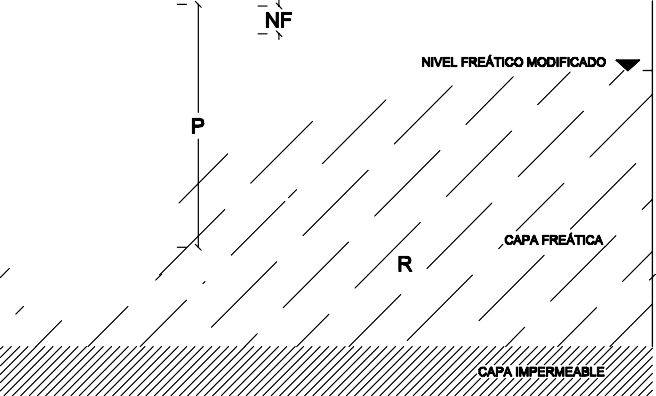 NF
NIVEL FREÁTICO MODIFICADO
P
CAPA FREÁTICA
R
CAPA IMPERMEABLE